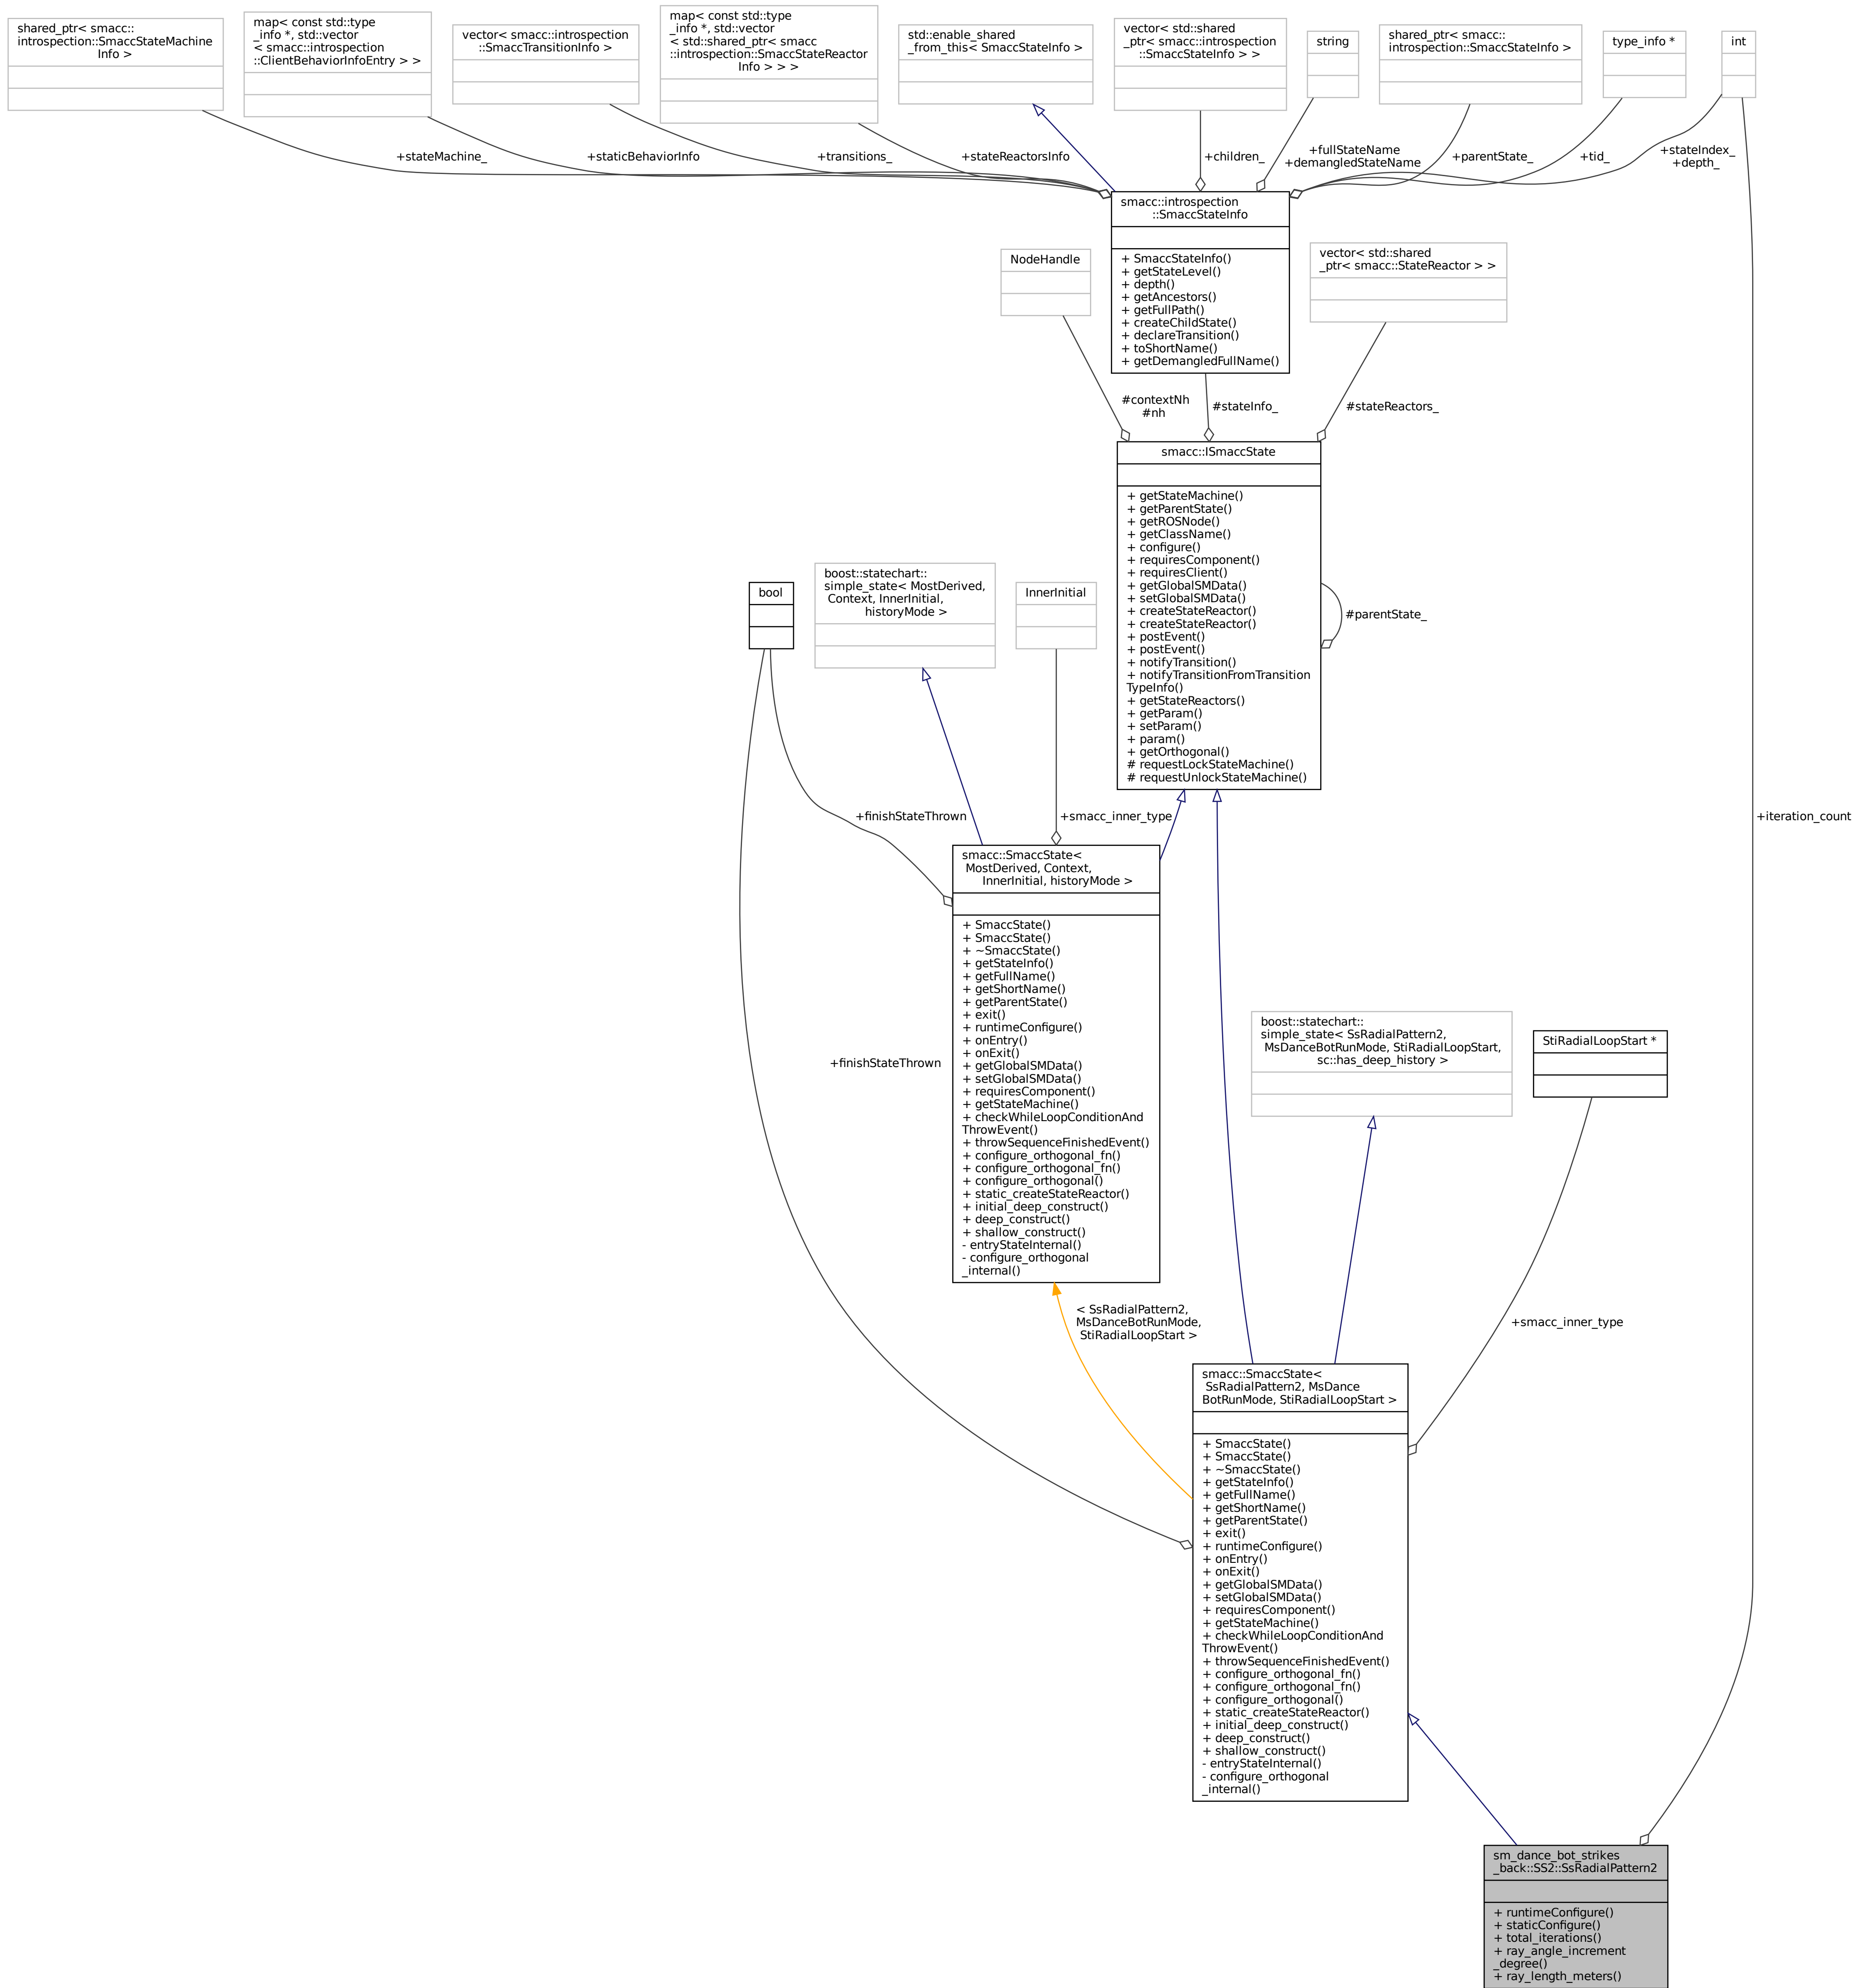 shared_ptr< smacc::
introspection::SmaccStateMachine
Info >
map< const std::type
_info *, std::vector
< smacc::introspection
::ClientBehaviorInfoEntry > >
vector< smacc::introspection
::SmaccTransitionInfo >
map< const std::type
_info *, std::vector
< std::shared_ptr< smacc
::introspection::SmaccStateReactor
Info > > >
std::enable_shared
_from_this< SmaccStateInfo >
vector< std::shared
_ptr< smacc::introspection
::SmaccStateInfo > >
string
shared_ptr< smacc::
introspection::SmaccStateInfo >
type_info *
int
+stateMachine_
+staticBehaviorInfo
+transitions_
+stateReactorsInfo
+children_
+fullStateName
+demangledStateName
+parentState_
+tid_
+stateIndex_
+depth_
smacc::introspection
::SmaccStateInfo
+ SmaccStateInfo()
+ getStateLevel()
+ depth()
+ getAncestors()
+ getFullPath()
+ createChildState()
+ declareTransition()
+ toShortName()
+ getDemangledFullName()
NodeHandle
vector< std::shared
_ptr< smacc::StateReactor > >
#contextNh
#nh
#stateInfo_
#stateReactors_
smacc::ISmaccState
+ getStateMachine()
+ getParentState()
+ getROSNode()
+ getClassName()
+ configure()
+ requiresComponent()
+ requiresClient()
+ getGlobalSMData()
+ setGlobalSMData()
+ createStateReactor()
+ createStateReactor()
+ postEvent()
+ postEvent()
+ notifyTransition()
+ notifyTransitionFromTransition
TypeInfo()
+ getStateReactors()
+ getParam()
+ setParam()
+ param()
+ getOrthogonal()
# requestLockStateMachine()
# requestUnlockStateMachine()
#parentState_
bool
boost::statechart::
simple_state< MostDerived,
Context, InnerInitial,
historyMode >
InnerInitial
+finishStateThrown
+smacc_inner_type
+iteration_count
smacc::SmaccState<
MostDerived, Context,
InnerInitial, historyMode >
+ SmaccState()
+ SmaccState()
+ ~SmaccState()
+ getStateInfo()
+ getFullName()
+ getShortName()
+ getParentState()
+ exit()
+ runtimeConfigure()
+ onEntry()
+ onExit()
+ getGlobalSMData()
+ setGlobalSMData()
+ requiresComponent()
+ getStateMachine()
+ checkWhileLoopConditionAnd
ThrowEvent()
+ throwSequenceFinishedEvent()
+ configure_orthogonal_fn()
+ configure_orthogonal_fn()
+ configure_orthogonal()
+ static_createStateReactor()
+ initial_deep_construct()
+ deep_construct()
+ shallow_construct()
- entryStateInternal()
- configure_orthogonal
_internal()
+finishStateThrown
boost::statechart::
simple_state< SsRadialPattern2,
MsDanceBotRunMode, StiRadialLoopStart,
sc::has_deep_history >
StiRadialLoopStart *
< SsRadialPattern2,
MsDanceBotRunMode,
StiRadialLoopStart >
+smacc_inner_type
smacc::SmaccState<
SsRadialPattern2, MsDance
BotRunMode, StiRadialLoopStart >
+ SmaccState()
+ SmaccState()
+ ~SmaccState()
+ getStateInfo()
+ getFullName()
+ getShortName()
+ getParentState()
+ exit()
+ runtimeConfigure()
+ onEntry()
+ onExit()
+ getGlobalSMData()
+ setGlobalSMData()
+ requiresComponent()
+ getStateMachine()
+ checkWhileLoopConditionAnd
ThrowEvent()
+ throwSequenceFinishedEvent()
+ configure_orthogonal_fn()
+ configure_orthogonal_fn()
+ configure_orthogonal()
+ static_createStateReactor()
+ initial_deep_construct()
+ deep_construct()
+ shallow_construct()
- entryStateInternal()
- configure_orthogonal
_internal()
sm_dance_bot_strikes
_back::SS2::SsRadialPattern2
+ runtimeConfigure()
+ staticConfigure()
+ total_iterations()
+ ray_angle_increment
_degree()
+ ray_length_meters()